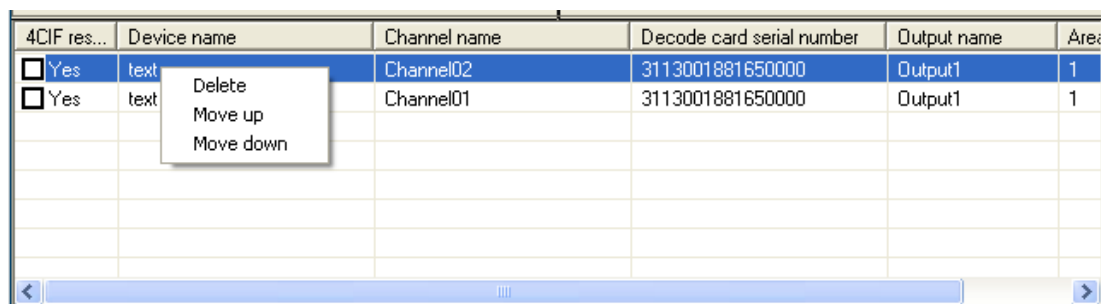 4CIF res... Device name Channel name Decode card serial number Output name Area
Yes text Channel02 3113001881650000 Output1 1
Yes text Channel01 3113001881650000 Output1 1
Delete
Move up
Move down